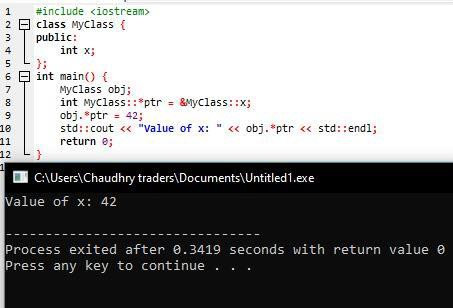 1 #include <iostream>
2 class MyClass {
3 public:
4 int x;
5 };
6 int main() {
7 MyClass obj;
8 int MyClass::*ptr = &MyClass::x;
9 obj.*ptr = 42;
10 std::cout << "Value of x: " << obj.*ptr << std::endl;
11 return 0;
12 }
C:\Users\Chaudhry traders\Documents\Untitled1.exe
Value of x: 42
--------------------------------
Process exited after 0.3419 seconds with return value 0
Press any key to continue . . .